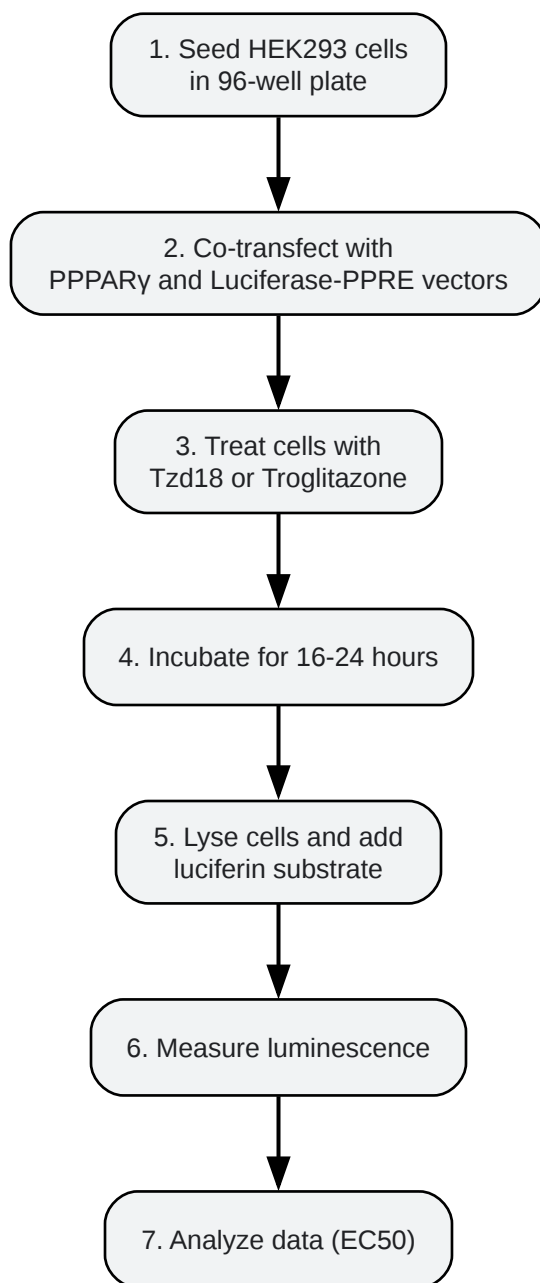 1. Seed HEK293 cells
in 96-well plate
2. Co-transfect with
PPPARγ and Luciferase-PPRE vectors
3. Treat cells with
Tzd18 or Troglitazone
4. Incubate for 16-24 hours
5. Lyse cells and add
luciferin substrate
6. Measure luminescence
7. Analyze data (EC50)